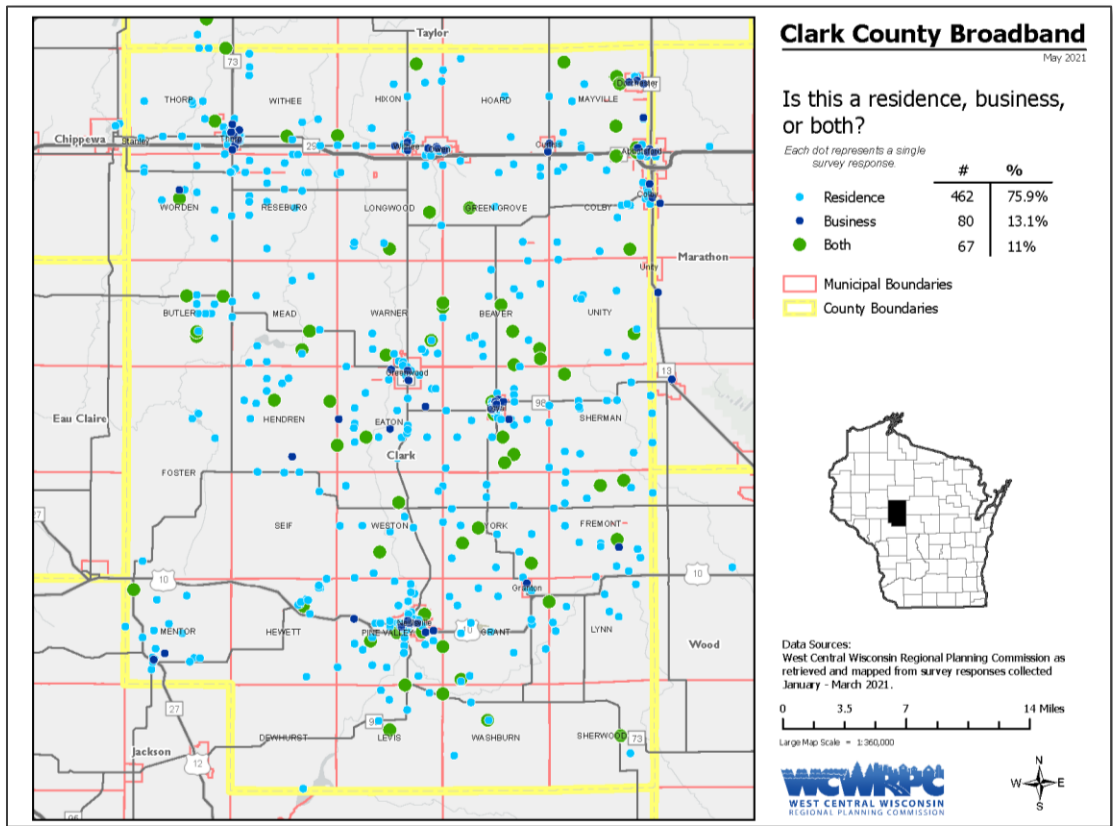 Clark County Broadband
May 2021
Is this a residence, business,
or both?
Each dot represents a single
survey response.
# %
Residence 462 75.9%
Business 80 13.1%
Both 67 11%
Municipal Boundaries
County Boundaries
Data Sources:
West Central Wisconsin Regional Planning Commission as
retrieved and mapped from survey responses collected
January - March 2021.
0 3.5 7 14 Miles
Large Map Scale = 1:360,000
WCWRPC
WEST CENTRAL WISCONSIN
REGIONAL PLANNING COMMISSION
N
W E
S
Taylor
73
THORP WITHEE HIXON HOARD MAYVILLE
Chippewa Stanley 29
WORDEN RESEBURG LONGWOOD GREEN GROVE COLBY
Unity Marathon
BUTLER MEAD WARNER BEAVER UNITY
Greenwood 13
Eau Claire 98
HENDREN EATON SHERMAN
Clark
FOSTER
SEIF WESTON YORK FREMONT
10 10
Granton
MENTOR HEWETT PINE VALLEY 10 GRANT LYNN
Wood
27
DEWHURST LEVIS WASHBURN SHERWOOD 73
Jackson
12